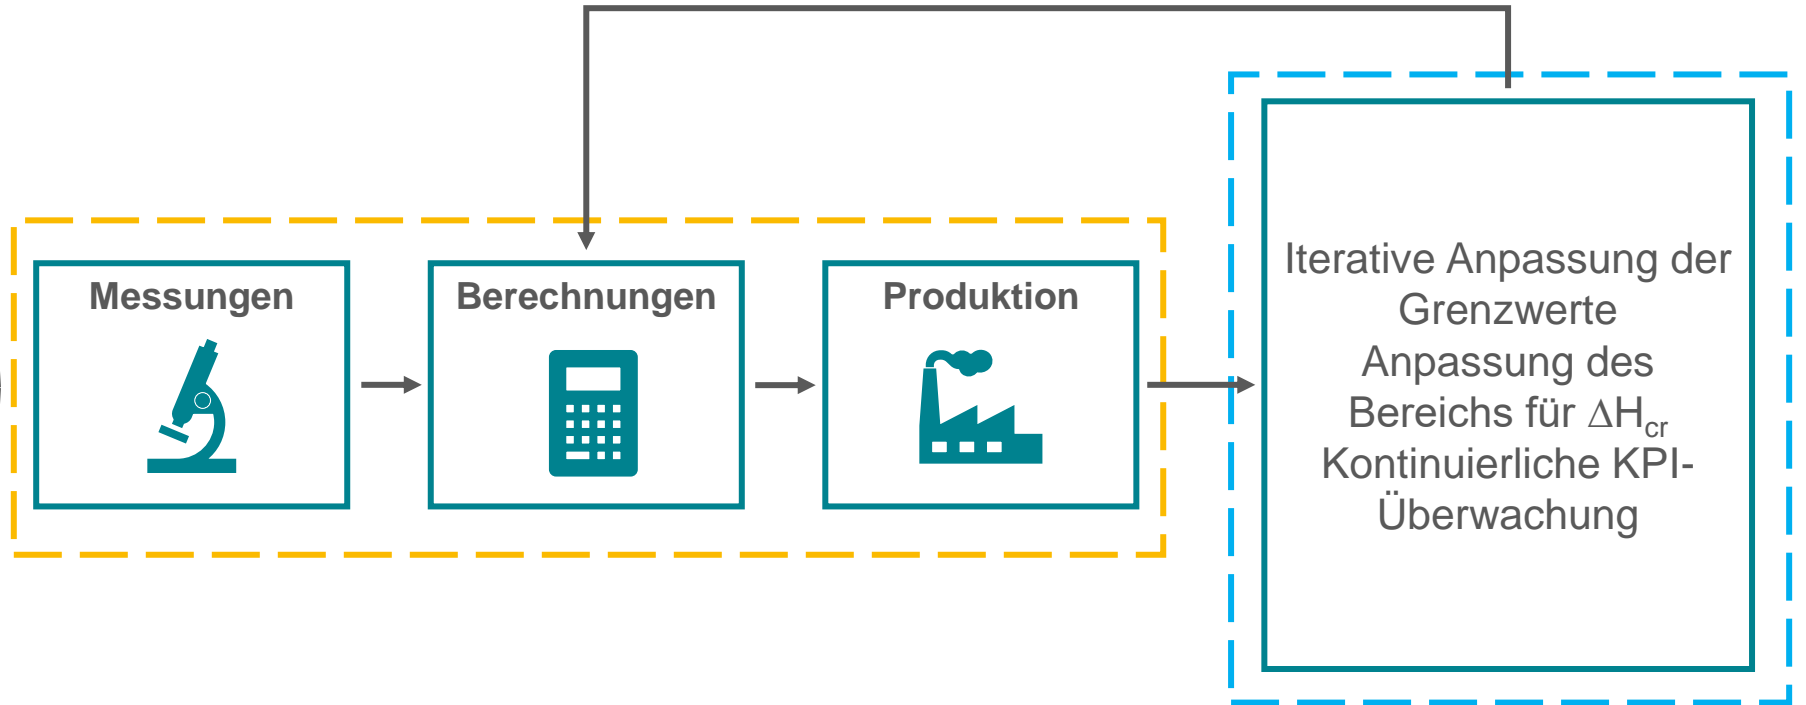 Messungen
Berechnungen
Produktion
Iterative Anpassung der
Grenzwerte
Anpassung des
Bereichs für ΔHcr
Kontinuierliche KPI-
Überwachung